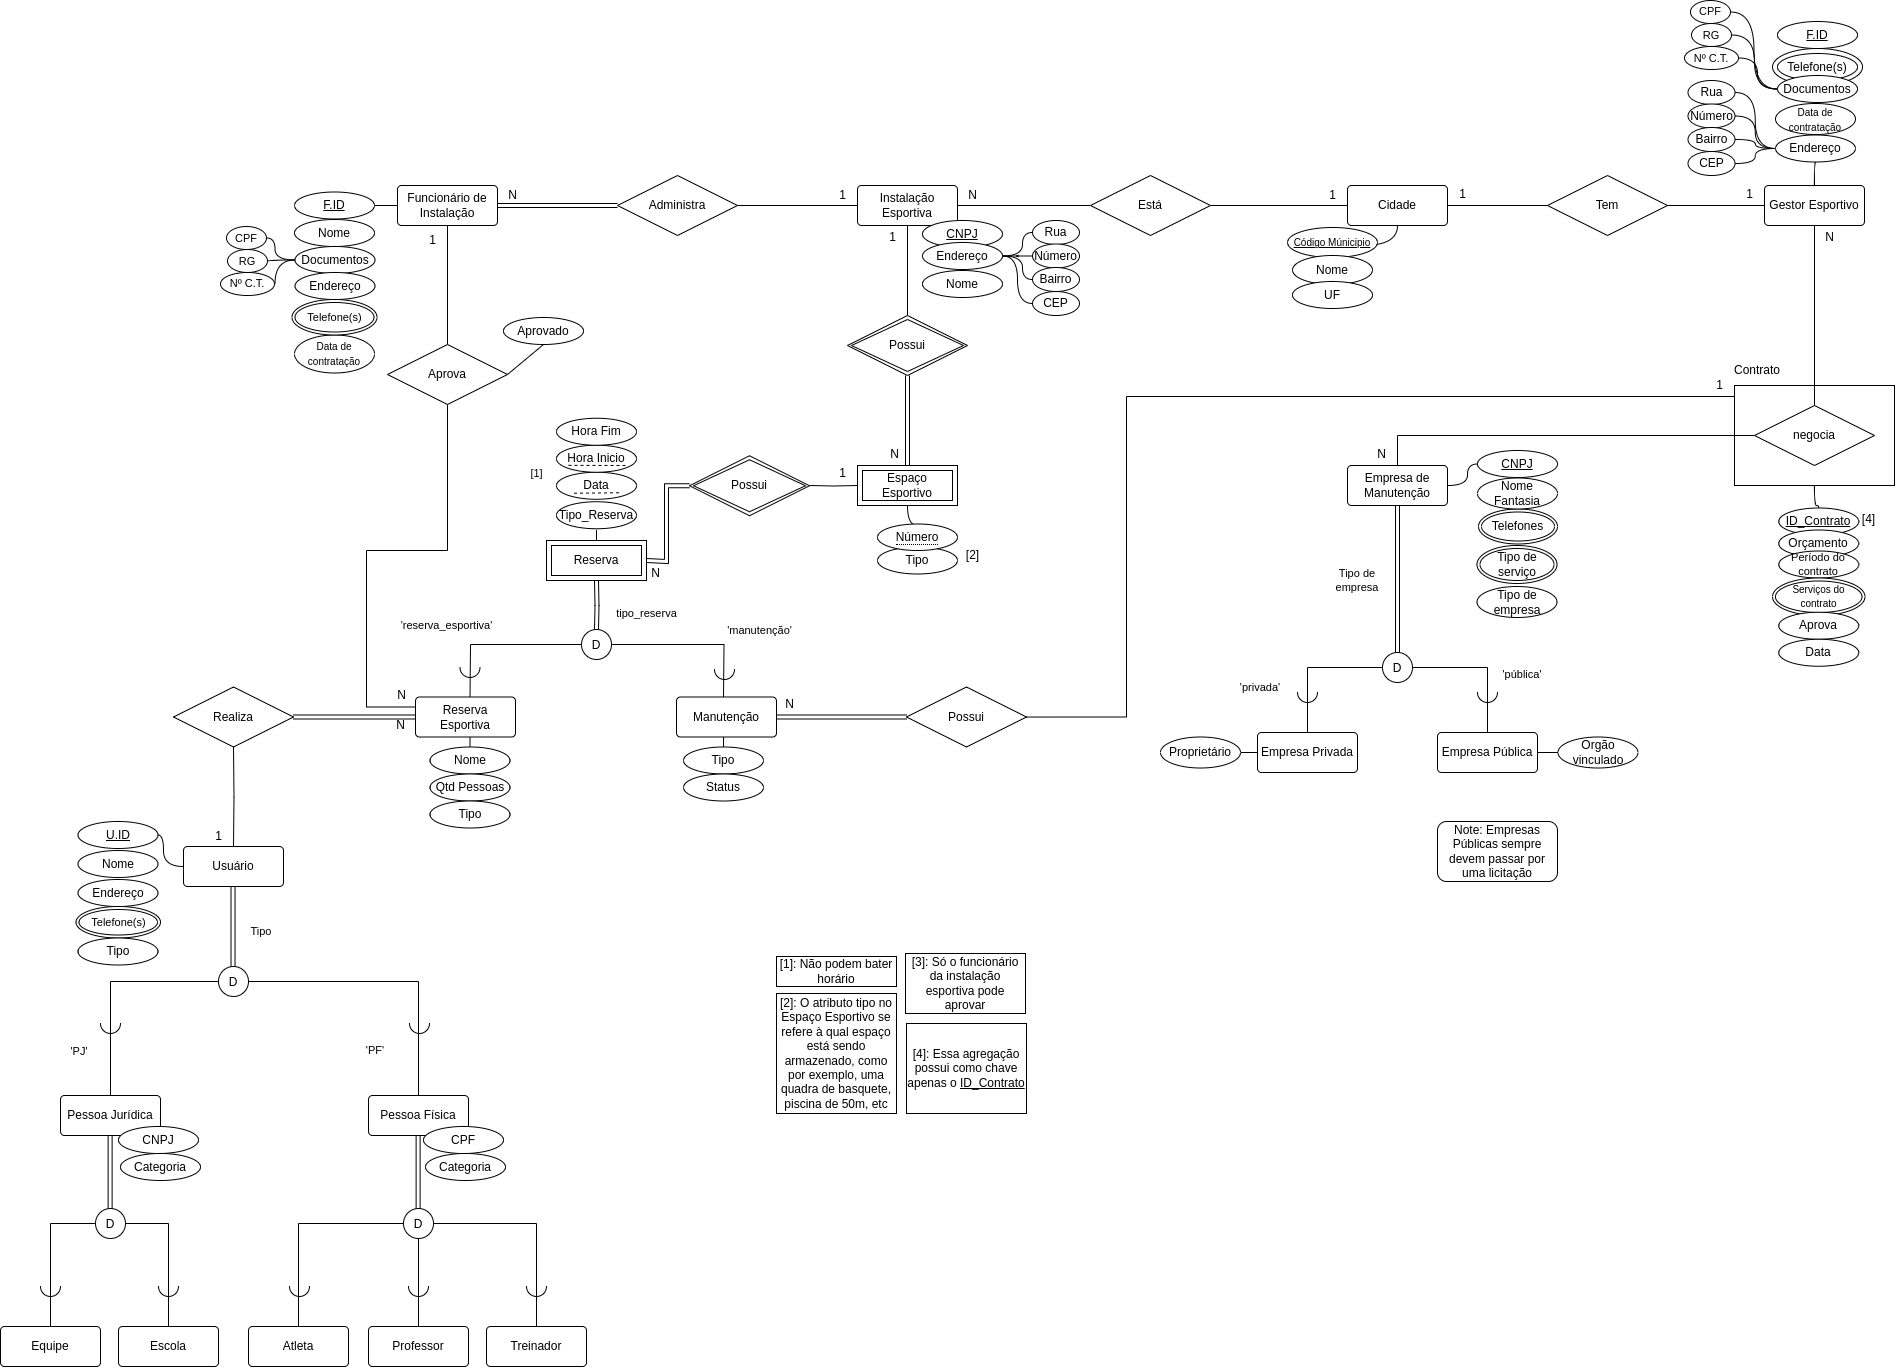 CPF
RG
Nº C.T.
F.ID
Telefone(s)
Documentos
Data de
contratação
Endereço
Rua
Número
Bairro
CEP
Gestor Esportivo
1
Tem
1
Cidade
Código Múnicipio
Nome
UF
1
Está
N
Instalação
Esportiva
CNPJ
Endereço
Nome
Rua
Número
Bairro
CEP
1
Administra
N
Funcionário de
Instalação
F.ID
Nome
Documentos
Endereço
Telefone(s)
Data de
contratação
CPF
RG
Nº C.T.
1
Aprova
Aprovado
1
Possui
N
Espaço
Esportivo
Número
Tipo
[2]
1
Possui
N
[1]
Hora Fim
Hora Inicio
Data
Tipo_Reserva
Reserva
tipo_reserva
D
'reserva_esportiva'
'manutenção'
N
N
Reserva
Esportiva
Nome
Qtd Pessoas
Tipo
Realiza
1
Manutenção
Tipo
Status
N
Possui
1
N
Contrato
negocia
ID_Contrato
[4]
Orçamento
Período do
contrato
Serviços do
contrato
Aprova
Data
N
Empresa de
Manutenção
CNPJ
Nome
Fantasia
Telefones
Tipo de
serviço
Tipo de
empresa
Tipo de
empresa
D
'privada'
'pública'
Proprietário
Empresa Privada
Empresa Pública
Orgão
vinculado
Note: Empresas
Públicas sempre
devem passar por
uma licitação
U.ID
Nome
Endereço
Telefone(s)
Tipo
Usuário
Tipo
D
'PJ'
'PF'
Pessoa Jurídica
CNPJ
Categoria
Pessoa Física
CPF
Categoria
D
D
Equipe
Escola
Atleta
Professor
Treinador
[1]: Não podem bater
horário
[2]: O atributo tipo no
Espaço Esportivo se
refere à qual espaço
está sendo
armazenado, como
por exemplo, uma
quadra de basquete,
piscina de 50m, etc
[3]: Só o funcionário
da instalação
esportiva pode
aprovar
[4]: Essa agregação
possui como chave
apenas o ID_Contrato